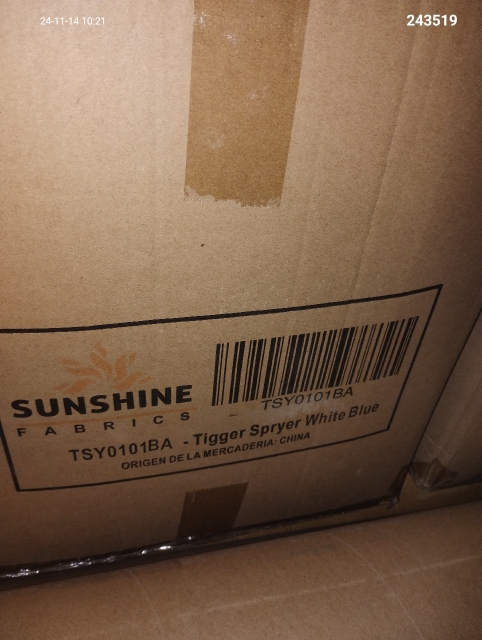 24-11-14 10:21
243519
SUNSHINE
FABRICS
TSY0101BA
TSY0101BA - Tigger Spryer White Blue
ORIGEN DE LA MERCADERIA: CHINA